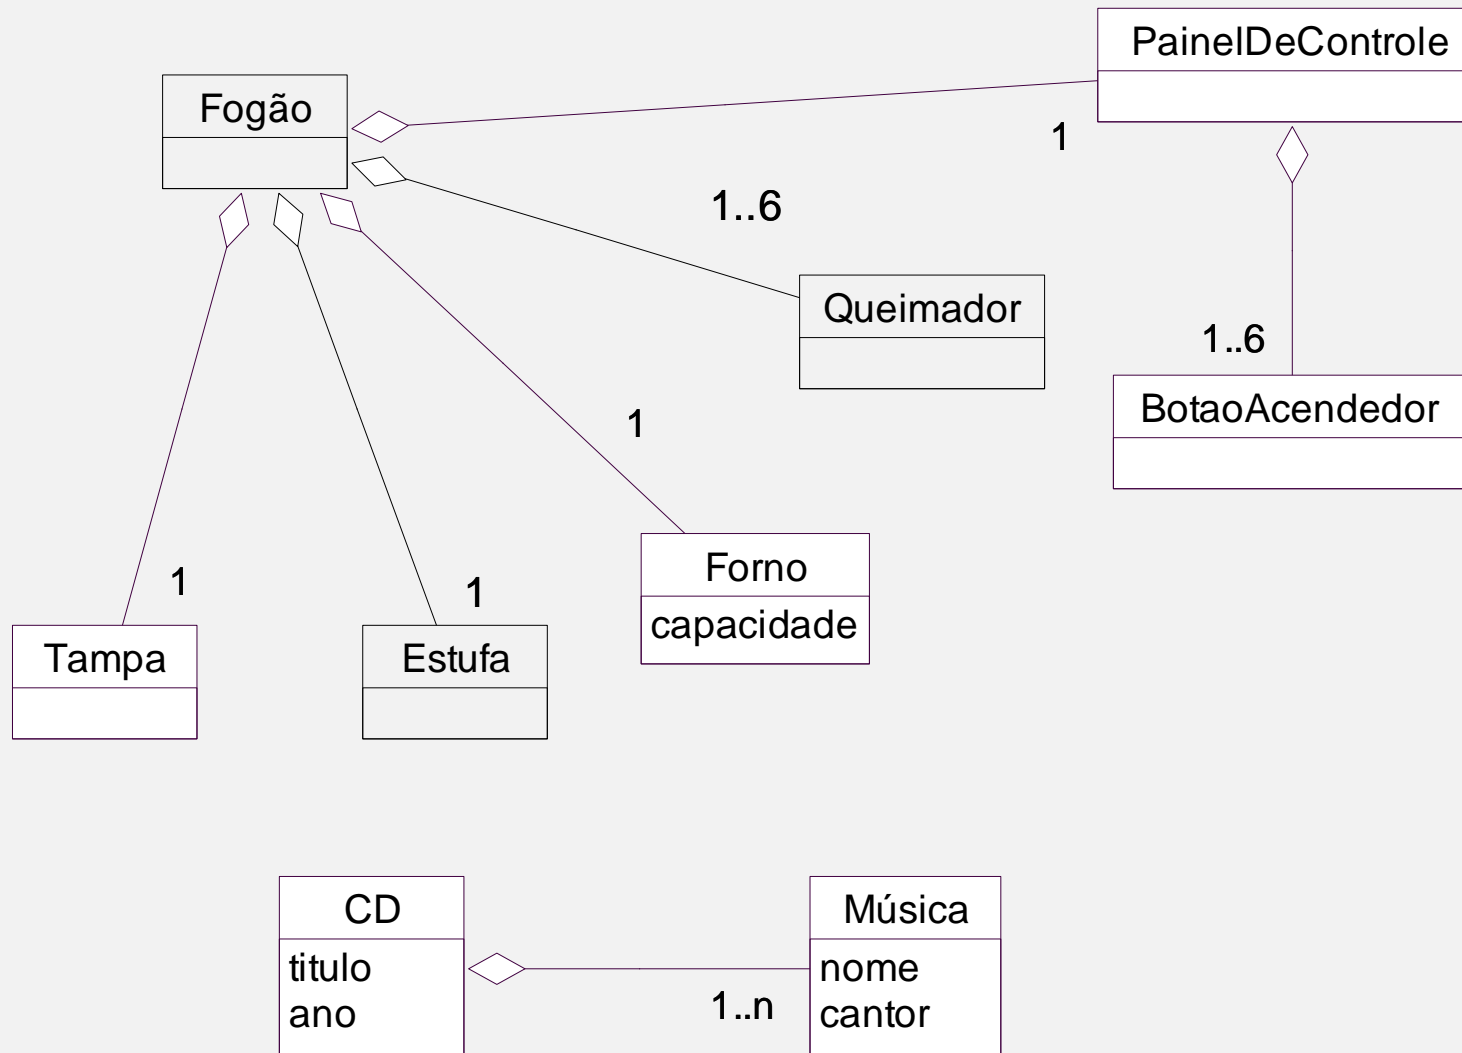 PainelDeControle
Fogão
1
1..6
Queimador
1..6
BotaoAcendedor
1
Forno
capacidade
1
1
Tampa
Estufa
CD
titulo
ano
Música
nome
cantor
1..n